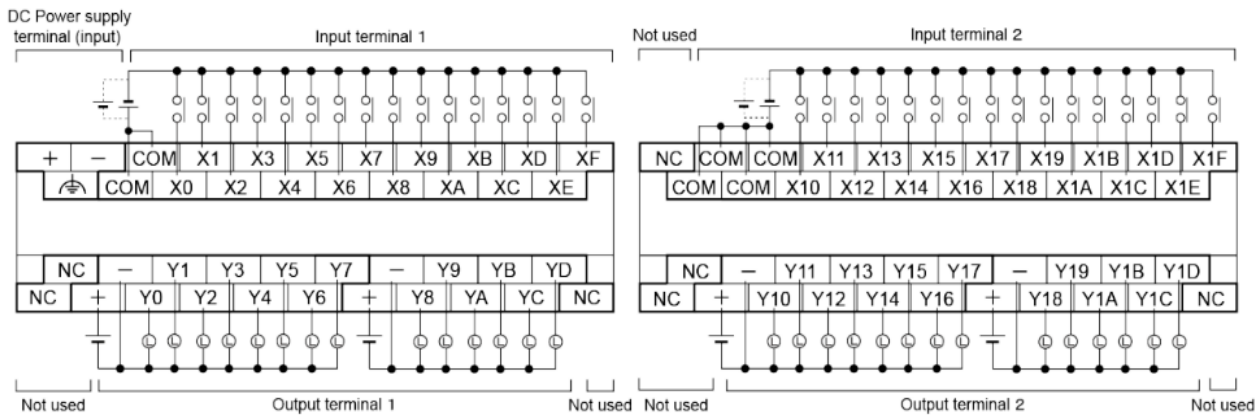 DC Power supply
terminal (input)
Input terminal 1
Not used
Input terminal 2
+ − COM X1 X3 X5 X7 X9 XB XD XF
COM X0 X2 X4 X6 X8 XA XC XE
NC COM COM X11 X13 X15 X17 X19 X1B X1D X1F
COM COM X10 X12 X14 X16 X18 X1A X1C X1E
NC − Y1 Y3 Y5 Y7 − Y9 YB YD
NC + Y0 Y2 Y4 Y6 + Y8 YA YC NC
NC − Y11 Y13 Y15 Y17 − Y19 Y1B Y1D
NC + Y10 Y12 Y14 Y16 + Y18 Y1A Y1C NC
L L L L L L L L L L L L L L
L L L L L L L L L L L L L L
Not used
Output terminal 1
Not used
Not used
Output terminal 2
Not used